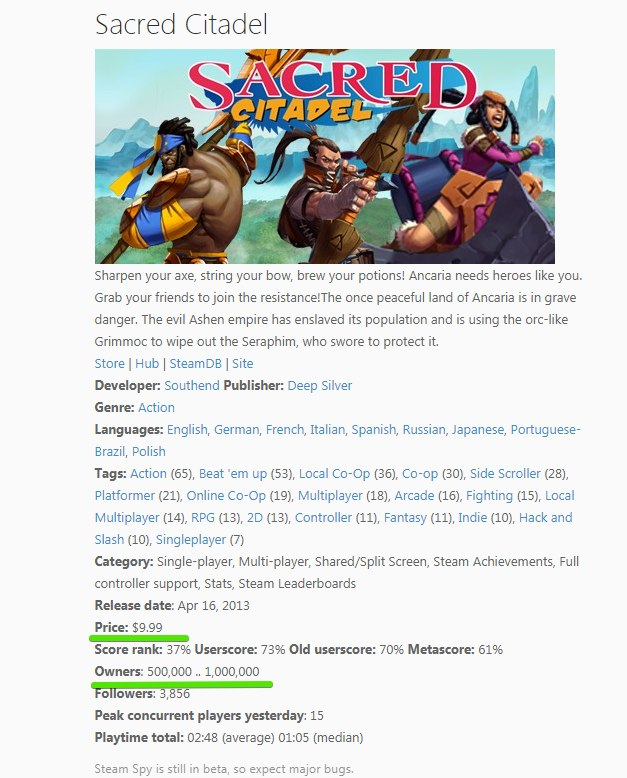 Sacred Citadel
SACRED
CITADEL
Sharpen your axe, string your bow, brew your potions! Ancaria needs heroes like you.
Grab your friends to join the resistance!The once peaceful land of Ancaria is in grave
danger. The evil Ashen empire has enslaved its population and is using the orc-like
Grimmoc to wipe out the Seraphim, who swore to protect it.
Store | Hub | SteamDB | Site
Developer: Southend Publisher: Deep Silver
Genre: Action
Languages: English, German, French, Italian, Spanish, Russian, Japanese, Portuguese-
Brazil, Polish
Tags: Action (65), Beat 'em up (53), Local Co-Op (36), Co-op (30), Side Scroller (28),
Platformer (21), Online Co-Op (19), Multiplayer (18), Arcade (16), Fighting (15), Local
Multiplayer (14), RPG (13), 2D (13), Controller (11), Fantasy (11), Indie (10), Hack and
Slash (10), Singleplayer (7)
Category: Single-player, Multi-player, Shared/Split Screen, Steam Achievements, Full
controller support, Stats, Steam Leaderboards
Release date: Apr 16, 2013
Price: $9.99
Score rank: 37% Userscore: 73% Old userscore: 70% Metascore: 61%
Owners: 500,000 .. 1,000,000
Followers: 3,856
Peak concurrent players yesterday: 15
Playtime total: 02:48 (average) 01:05 (median)
Steam Spy is still in beta, so expect major bugs.